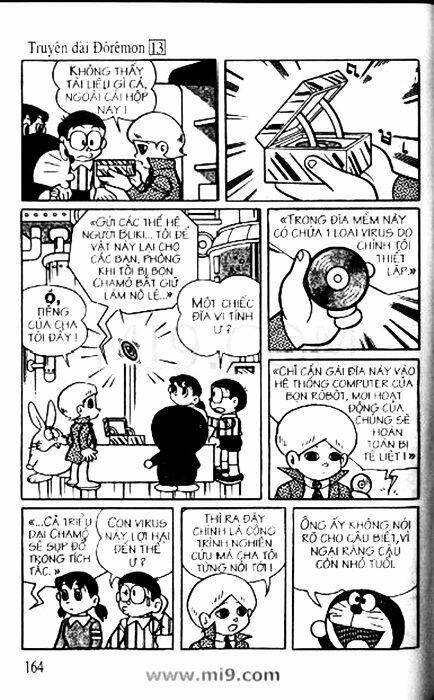 Truyện dài Đôrêmon 13
KHÔNG THẤY
TÀI LIỆU GÌ CẢ,
NGOÀI CÁI HỘP
NÀY !
«GỬI CÁC THẾ HỆ
NGƯỜI BLIKI... TÔI ĐỂ
VẬT NÀY LẠI CHO
CÁC BẠN, PHÒNG
KHI TÔI BỊ BỌN
CHAMÔ BẮT GIỮ
LÀM NÔ LỆ...»
Ô,
TIẾNG
CỦA CHA
TÔI ĐẤY !
MỘT CHIẾC
ĐĨA VI TÍNH
Ư ?
«TRONG ĐĨA MỀM NÀY
CÓ CHỨA 1 LOẠI VIRUS DO
CHÍNH TÔI
THIẾT
LẬP.»
«CHỈ CẦN GÀI ĐĨA NÀY VÀO
HỆ THỐNG COMPUTER CỦA
BỌN RÔBỐT, MỌI HOẠT
ĐỘNG CỦA
CHÚNG SẼ
HOÀN
TOÀN BỊ
TÊ LIỆT !»
«...CẢ TRIỀU
ĐẠI CHAMÔ
SẼ SỤP ĐỔ
TRONG TÍCH
TẮC.»
CON VIRUS
NÀY LỢI HẠI
ĐẾN THẾ
Ư ?
THÌ RA ĐÂY
CHÍNH LÀ CÔNG
TRÌNH NGHIÊN
CỨU MÀ CHA TÔI
TỪNG NÓI TỚI !
ÔNG ẤY KHÔNG NÓI
RÕ CHO CẬU BIẾT, VÌ
NGẠI RẰNG CẬU
CÒN NHỎ TUỔI.
164
www.mi9.com